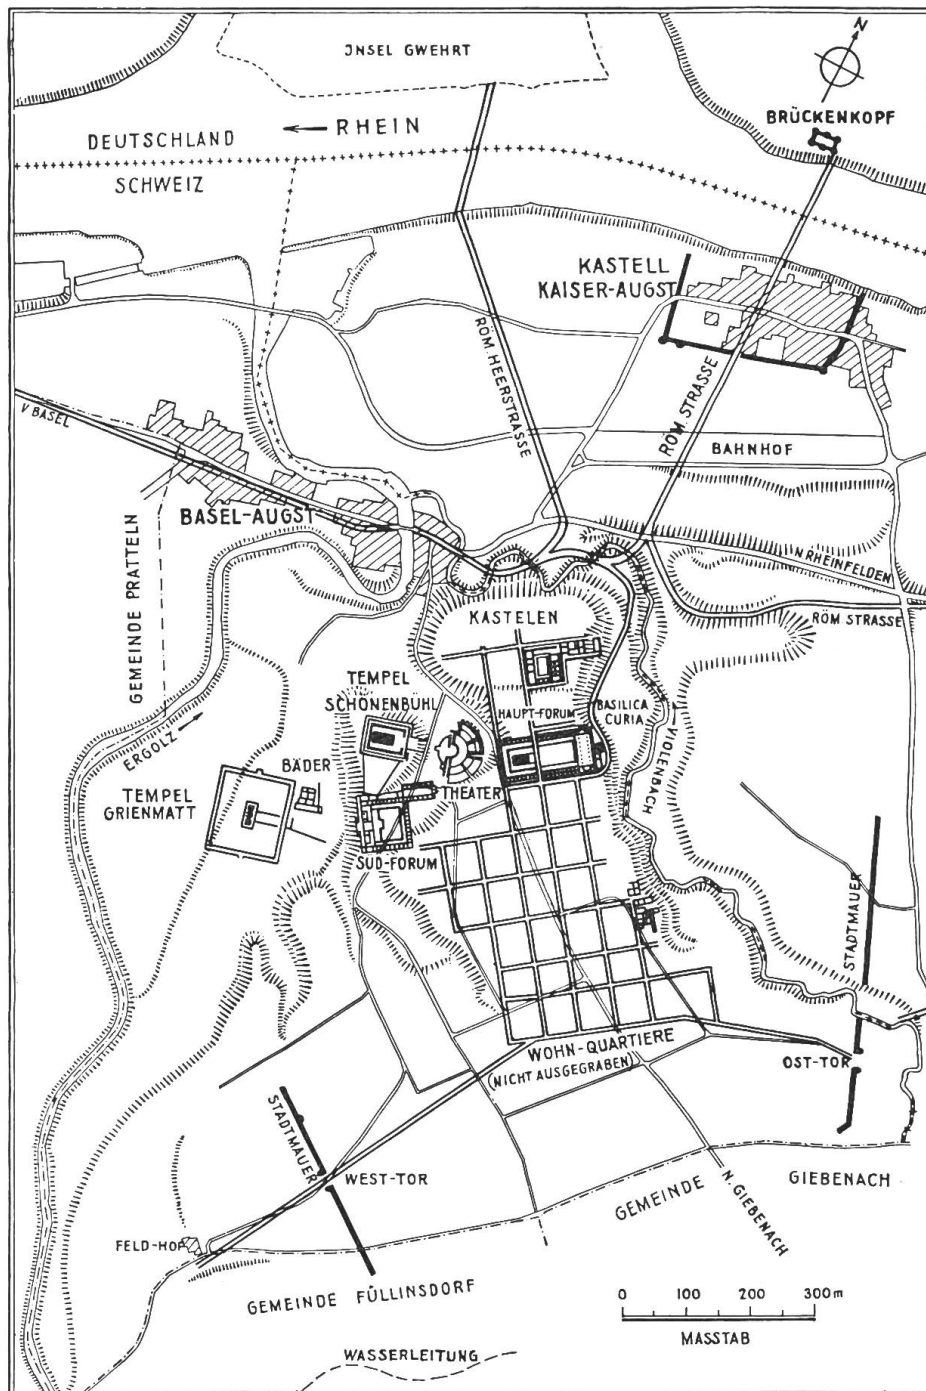 JNSEL GWEHRT
N
BRÜCKENKOPF
DEUTSCHLAND
RHEIN
SCHWEIZ
KASTELL
KAISER-AUGST
RÖM. HEERSTRASSE
RÖM. STRASSE
V BASEL
BAHNHOF
BASEL-AUGST
GEMEINDE PRATTELN
N RHEINFELDEN
RÖM STRASSE
KASTELEN
TEMPEL
SCHÖNENBÜHL
HAUPT-FORUM
BASILICA
CURIA
VIOLENBACH
ERGOLZ
BÄDER
TEMPEL
GRIENMATT
THEATER
SÜD-FORUM
STADTMAUER
WOHN-QUARTIERE
(NICHT AUSGEGRABEN)
OST-TOR
STADTMAUER
WEST-TOR
GEMEINDE
GIEBENACH
N. GIEBENACH
FELD-HOF
GEMEINDE FÜLLINSDORF
0 100 200 300 m
MASSTAB
WASSERLEITUNG